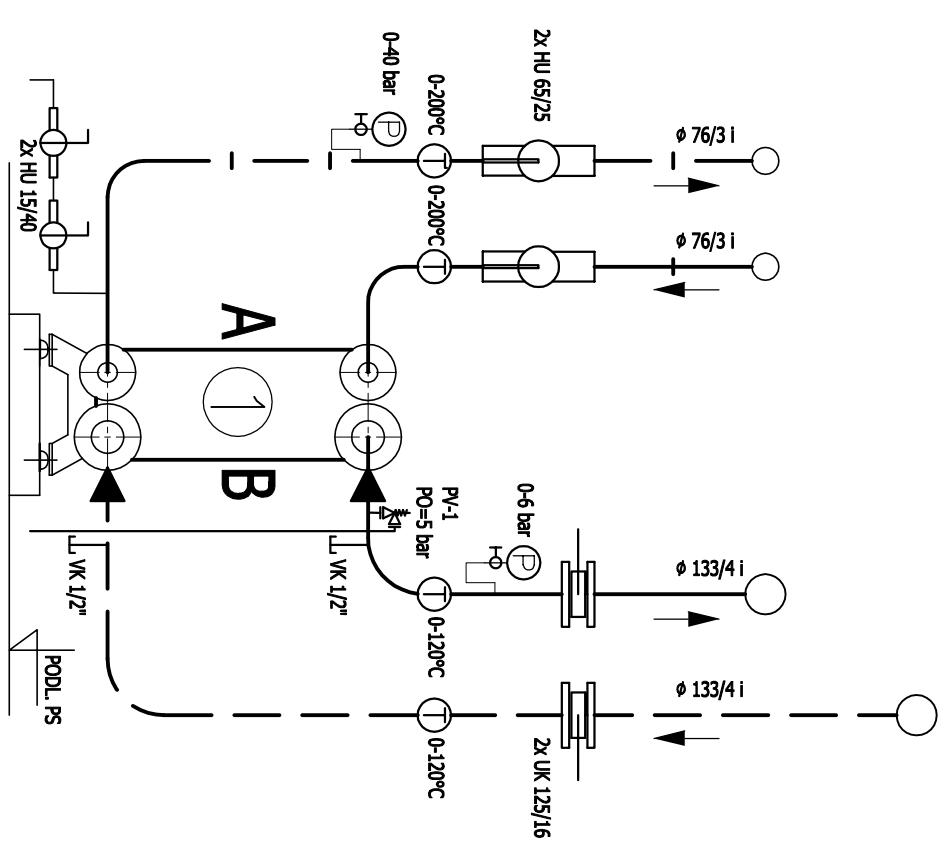 2x HU 65/25
0-40 bar
0-200°C
0-200°C
ϕ 76/3 i
ϕ 76/3 i
P
T
T
2x HU 15/40
A
1
B
PV-1
PO=5 bar
0-6 bar
P
ϕ 133/4 i
VK 1/2"
VK 1/2"
T
0-120°C
PODL. PS
ϕ 133/4 i
T
0-120°C
2x UK 125/16